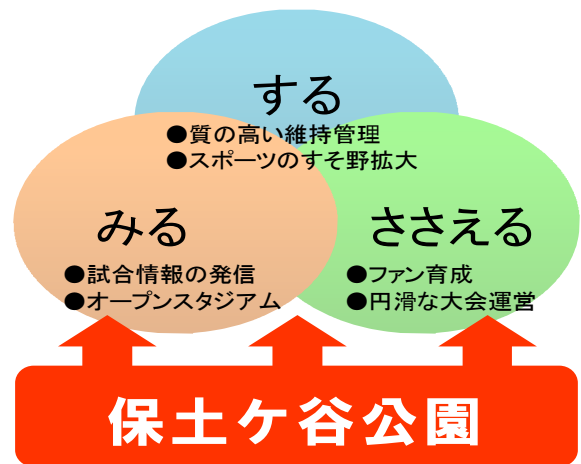 する
●質の高い維持管理
●スポーツのすそ野拡大
みる
●試合情報の発信
●オープンスタジアム
ささえる
●ファン育成
●円滑な大会運営
保土ケ谷公園